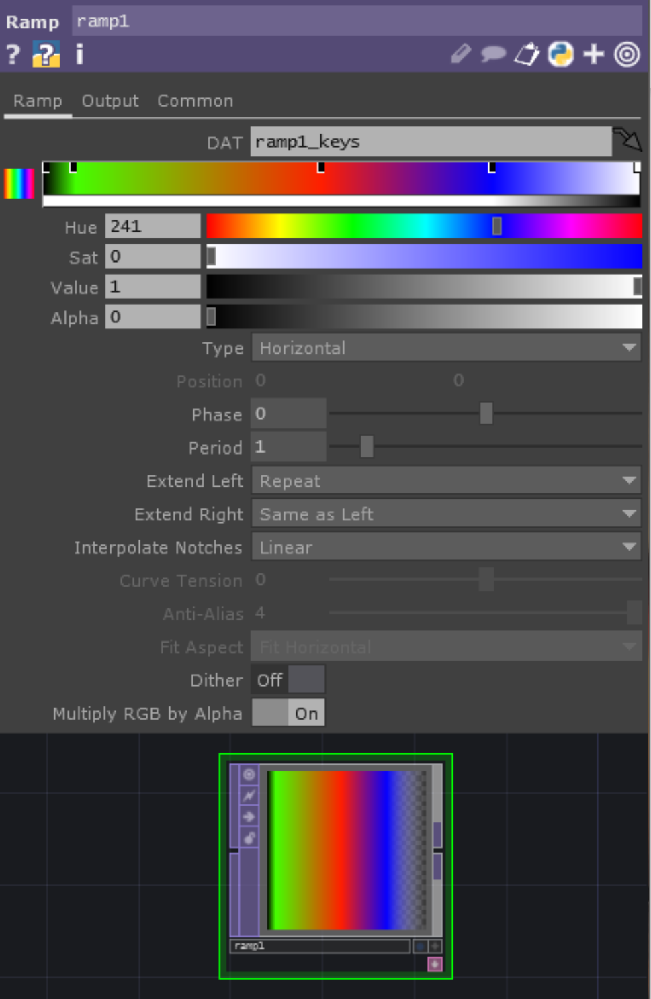 Ramp ramp1
? ? i
Ramp Output Common
DAT ramp1_keys
Hue 241
Sat 0
Value 1
Alpha 0
Type Horizontal
Position 0 0
Phase 0
Period 1
Extend Left Repeat
Extend Right Same as Left
Interpolate Notches Linear
Curve Tension 0
Anti-Alias 4
Fit Aspect Fit Horizontal
Dither Off
Multiply RGB by Alpha On
ramp1